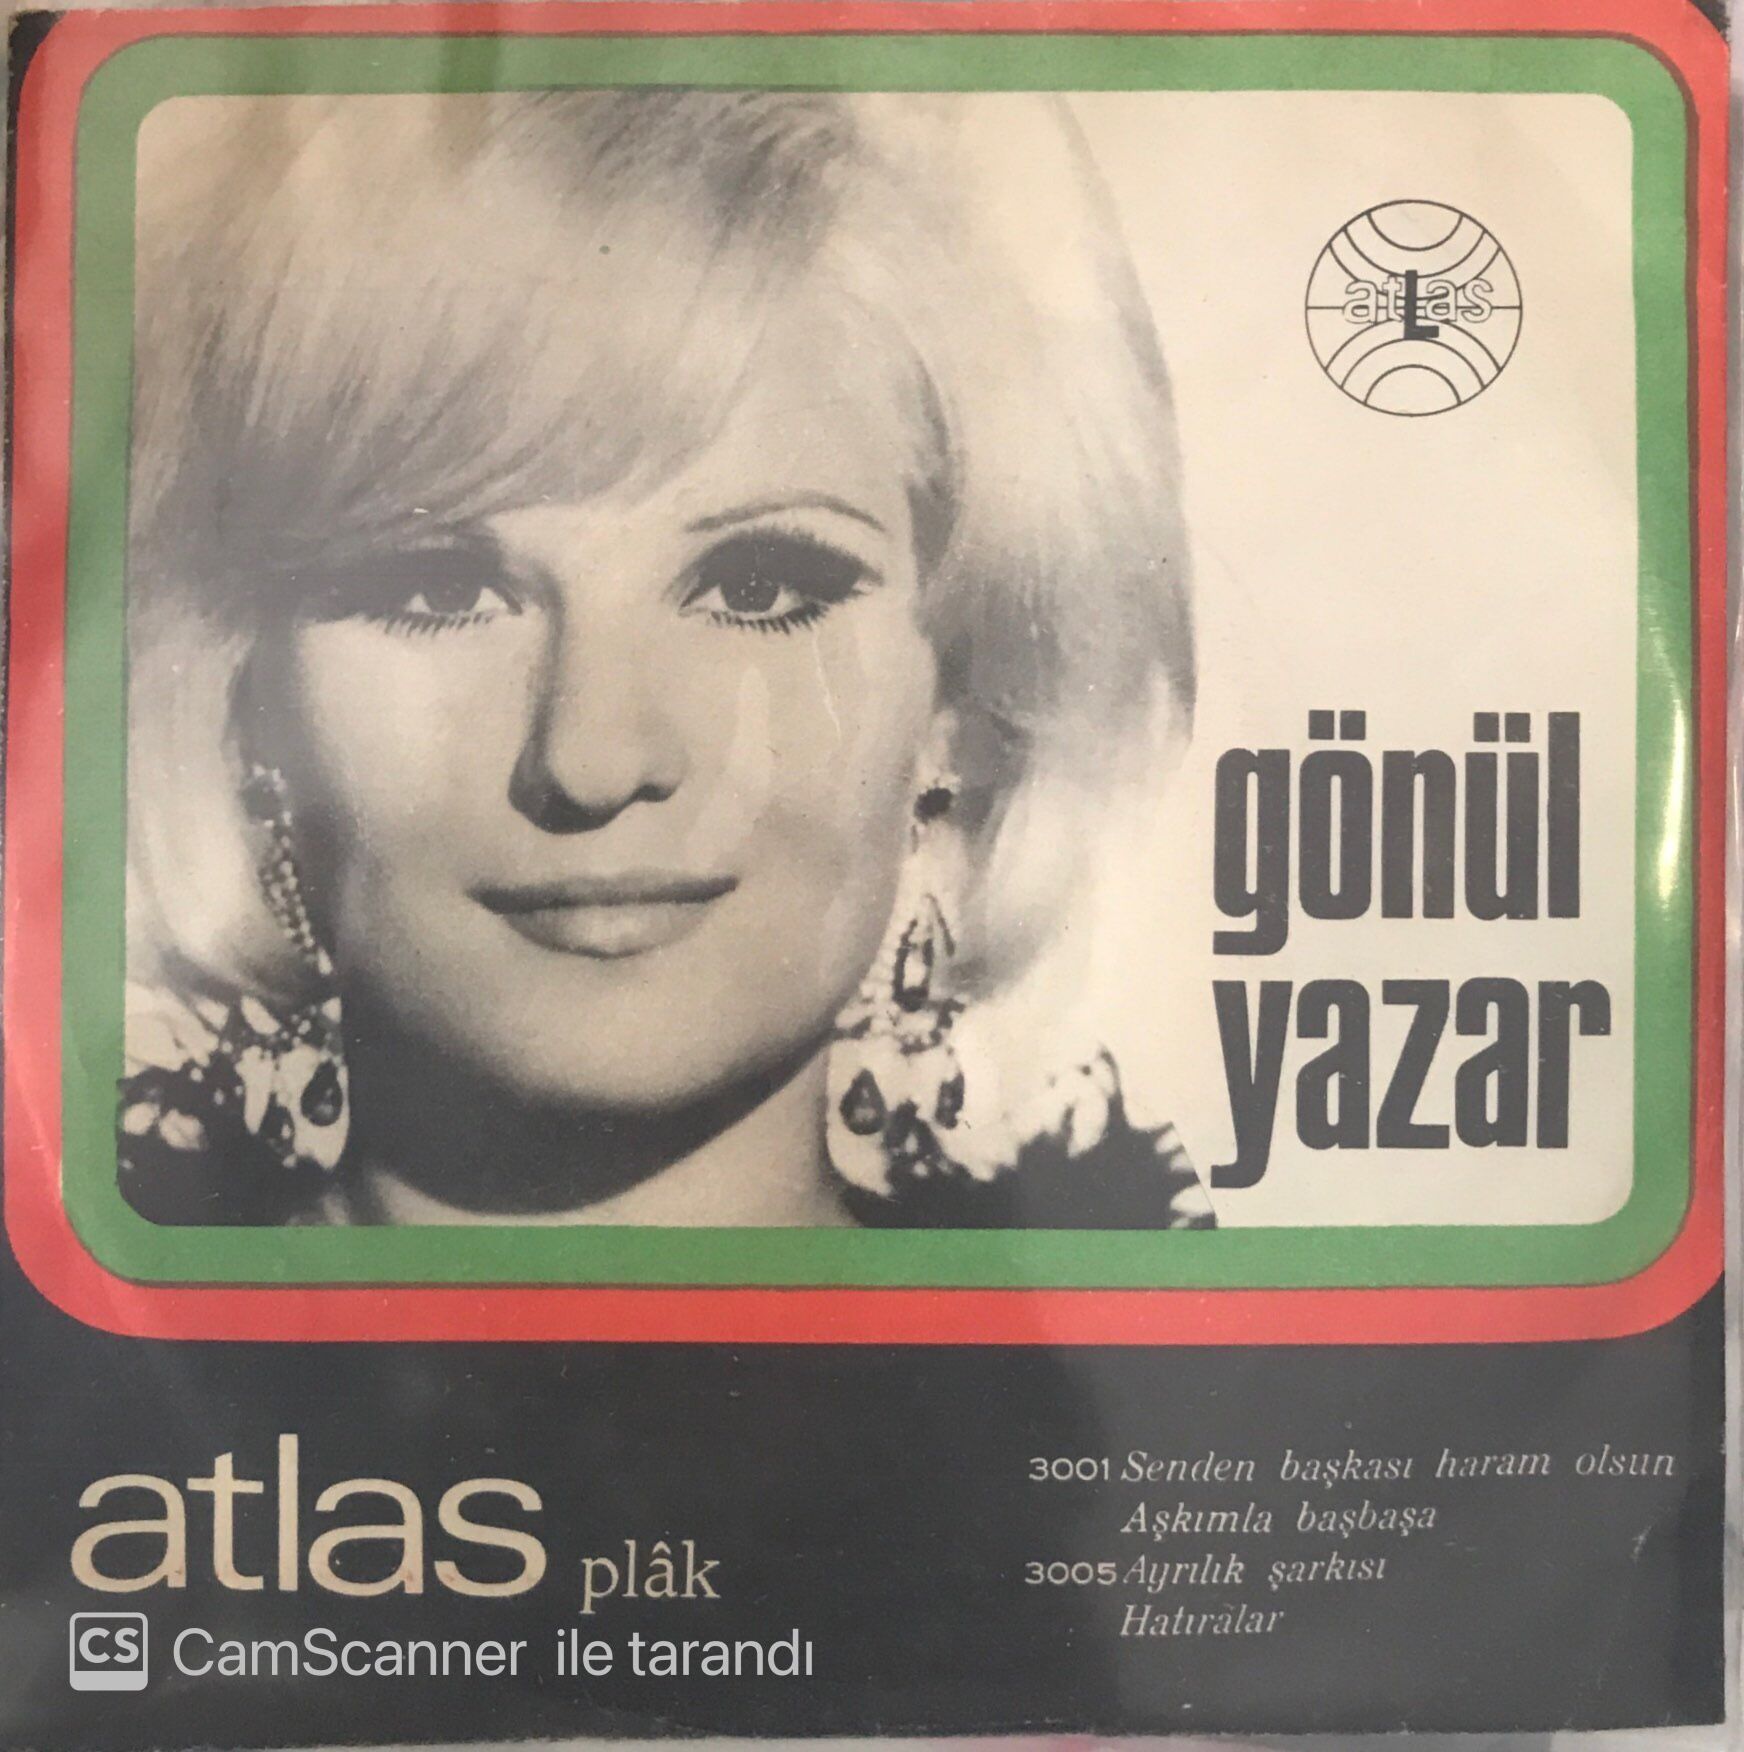 atLas
gönül
yazar
atlas plâk
3001 Senden başkası haram olsun
Aşkımla başbaşa
3005 Ayrılık şarkısı
Hatırâlar
CS CamScanner ile tarandı